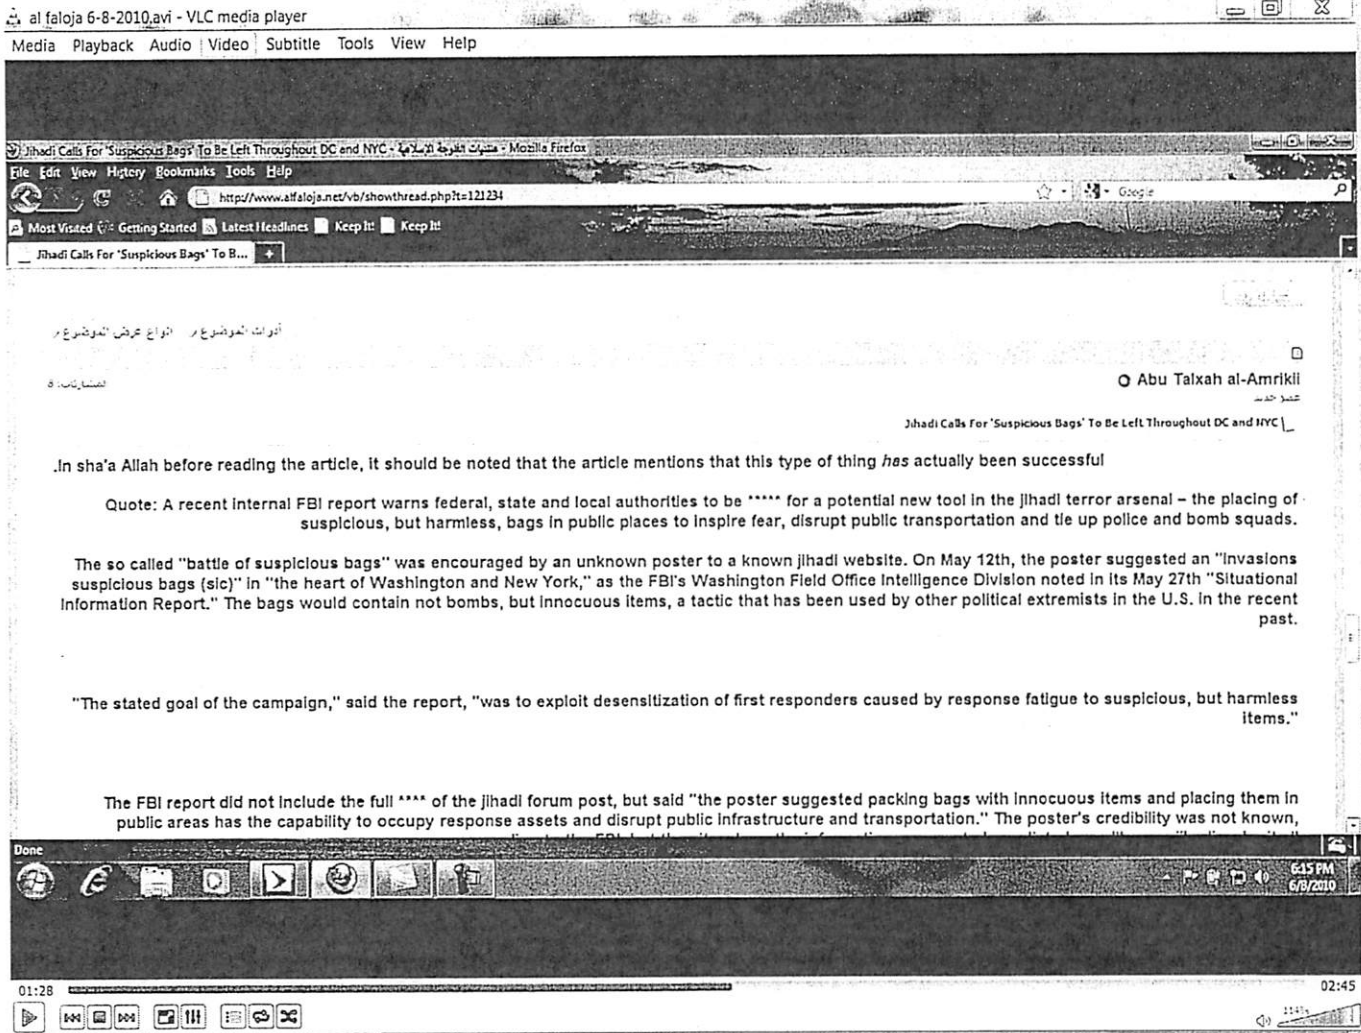 al faloja 6-8-2010.avi - VLC media player
Media Playback Audio Video Subtitle Tools View Help
Jihadi Calls For 'Suspicious Bags' To Be Left Throughout DC and NYC - منتديات الفلوجة الإسلامية - Mozilla Firefox
File Edit View History Bookmarks Tools Help
http://www.alfaloja.net/vb/showthread.php?t=121234
Google
Most Visited Getting Started Latest Headlines Keep It! Keep It!
Jihadi Calls For 'Suspicious Bags' To B...
أدوات الموضوع انواع عرض الموضوع
Abu Talxah al-Amrikii
المشاركات: 8
عضو جديد
Jihadi Calls For 'Suspicious Bags' To Be Left Throughout DC and NYC
.In sha'a Allah before reading the article, it should be noted that the article mentions that this type of thing has actually been successful
Quote: A recent internal FBI report warns federal, state and local authorities to be ***** for a potential new tool in the jihadi terror arsenal – the placing of
suspicious, but harmless, bags in public places to inspire fear, disrupt public transportation and tie up police and bomb squads.
The so called "battle of suspicious bags" was encouraged by an unknown poster to a known jihadi website. On May 12th, the poster suggested an "invasions
suspicious bags (sic)" in "the heart of Washington and New York," as the FBI's Washington Field Office Intelligence Division noted in its May 27th "Situational
Information Report." The bags would contain not bombs, but innocuous items, a tactic that has been used by other political extremists in the U.S. in the recent
past.
"The stated goal of the campaign," said the report, "was to exploit desensitization of first responders caused by response fatigue to suspicious, but harmless
items."
The FBI report did not include the full **** of the jihadi forum post, but said "the poster suggested packing bags with innocuous items and placing them in
public areas has the capability to occupy response assets and disrupt public infrastructure and transportation." The poster's credibility was not known,
Done
6:15 PM
6/8/2010
01:28
02:45